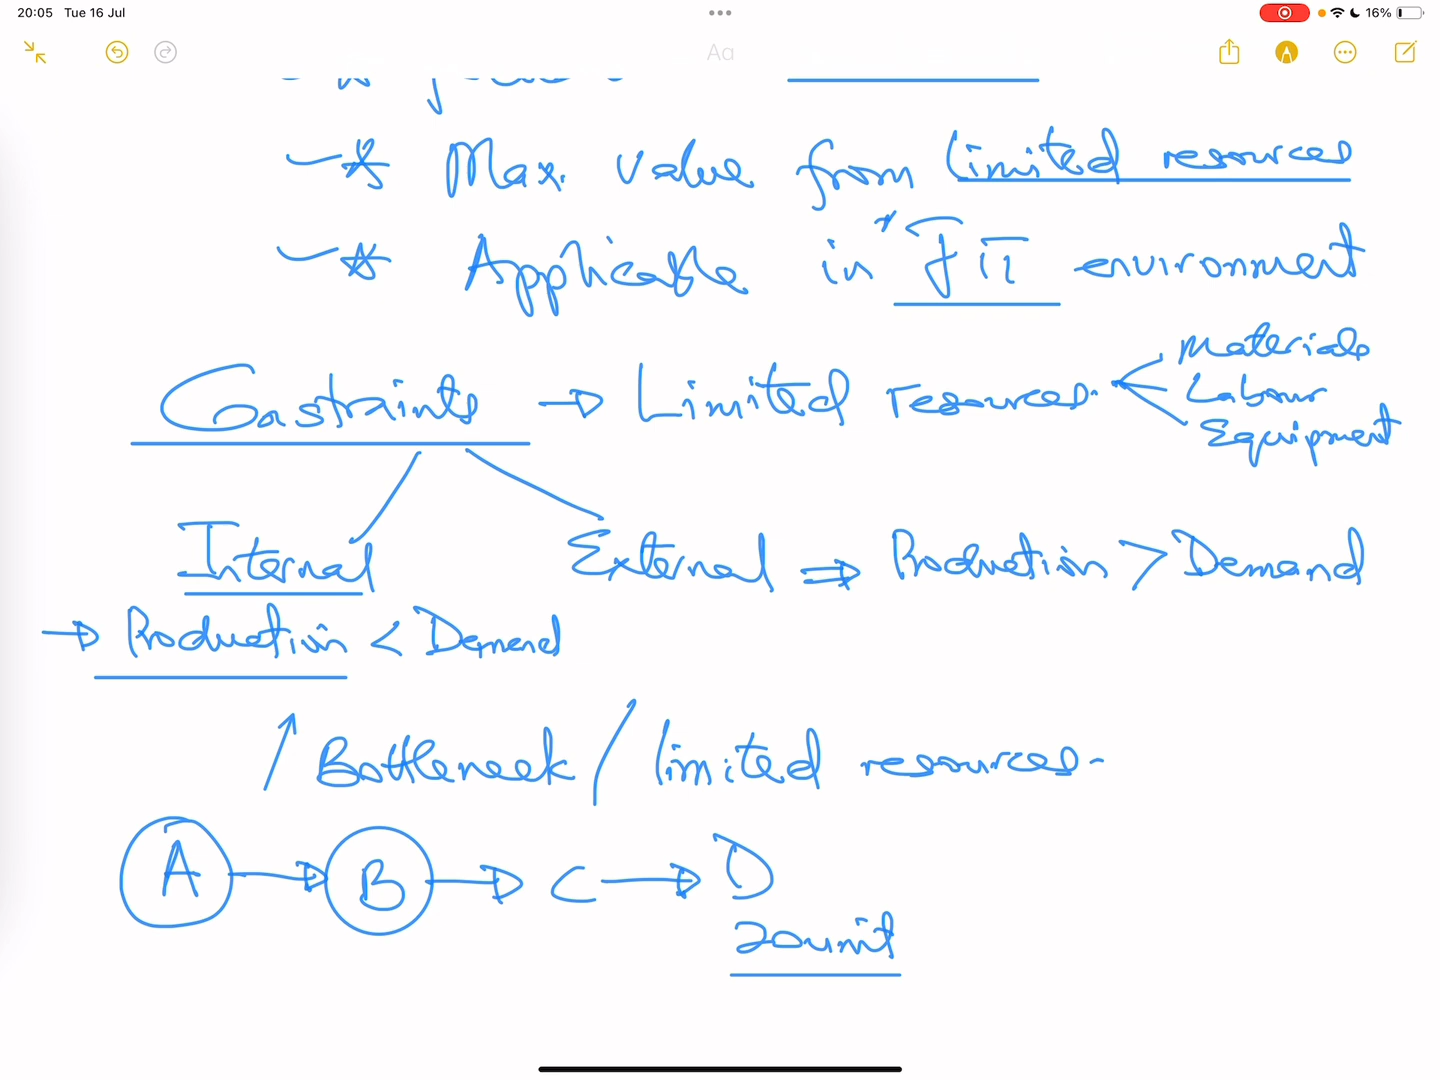 20:05 Tue 16 Jul 16%
Aa
Max. value from limited resources
Applicable in "JIT environment
Materials
Constraints → Limited resources. Labour
Equipment
Internal External ⇒ Production > Demand
→ Production < Demand
↑ Bottleneck / limited resources-
A → B → C → D
20unit